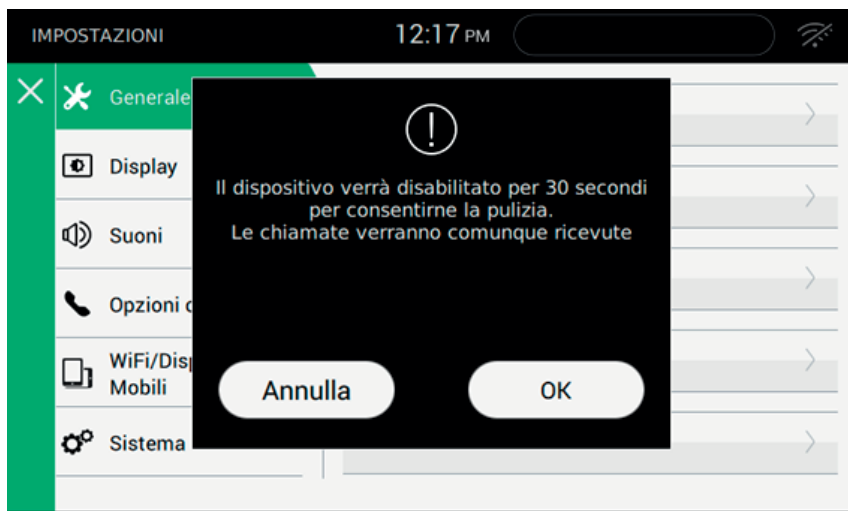 IMPOSTAZIONI
12:17 PM
Generale
Display
Suoni
Opzioni
WiFi/Disp
Mobili
Sistema
Il dispositivo verrà disabilitato per 30 secondi
per consentirne la pulizia.
Le chiamate verranno comunque ricevute
Annulla
OK